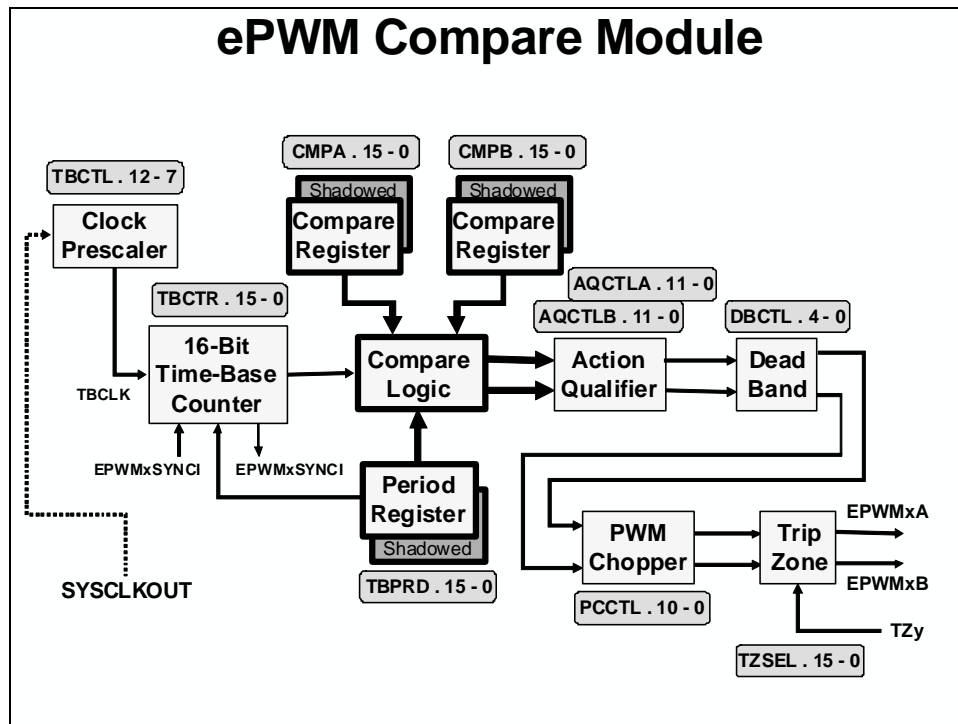 ePWM Compare Module
CMPA . 15 - 0
CMPB . 15 - 0
TBCTL . 12 - 7
Shadowed
Compare
Register
Shadowed
Compare
Register
Clock
Prescaler
TBCTR . 15 - 0
AQCTLA . 11 - 0
AQCTLB . 11 - 0
DBCTL . 4 - 0
16-Bit
Time-Base
Counter
Compare
Logic
Action
Qualifier
Dead
Band
TBCLK
EPWMxSYNCI
EPWMxSYNCI
Period
Register
Shadowed
TBPRD . 15 - 0
SYSCLKOUT
PWM
Chopper
PCCTL . 10 - 0
Trip
Zone
EPWMxA
EPWMxB
TZy
TZSEL . 15 - 0